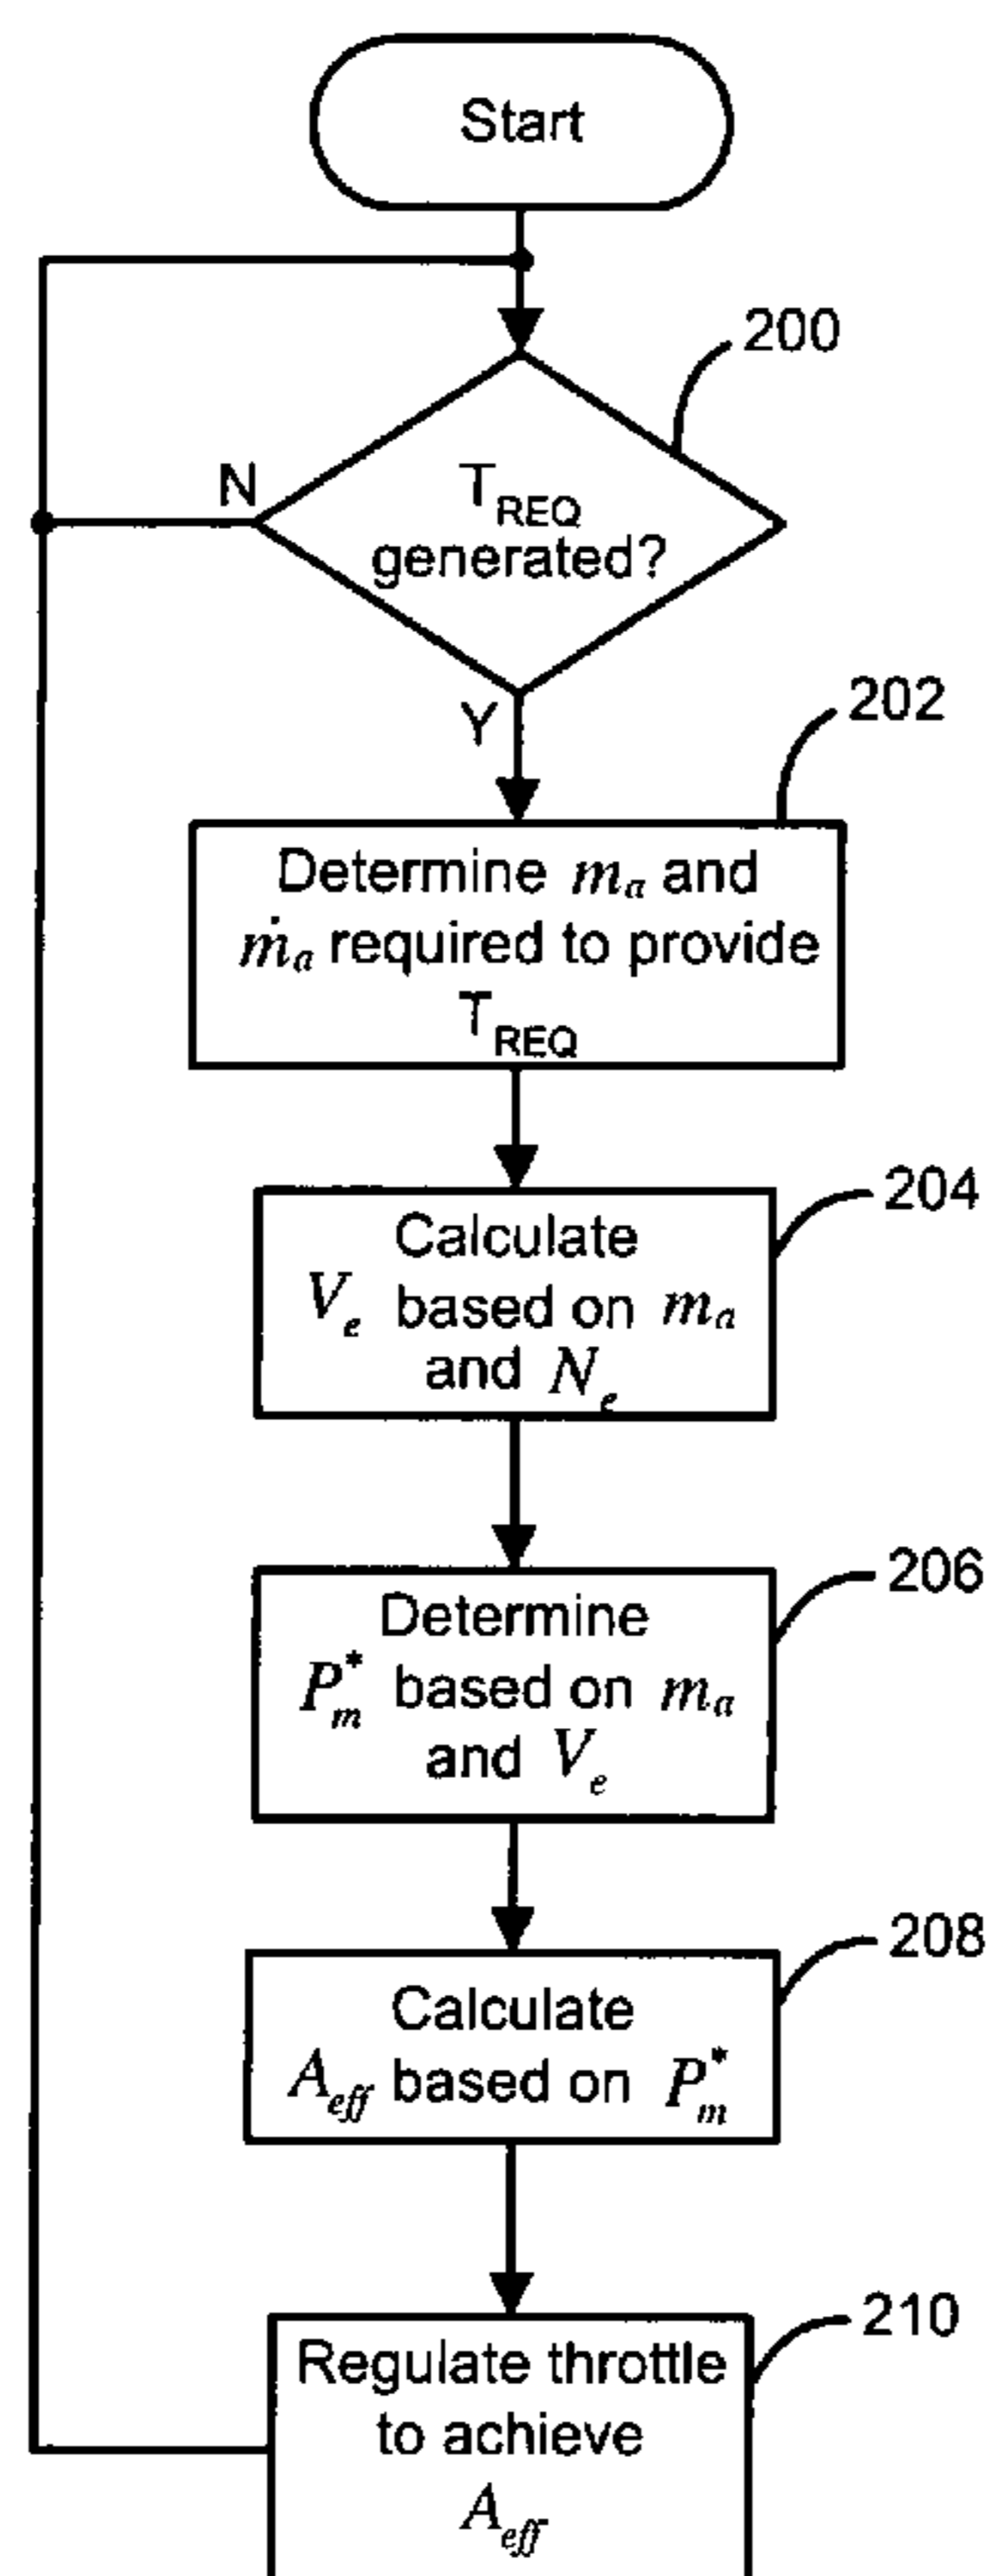 Start
200
N
T_REQ
generated?
Y
202
Determine m_a and
ṁ_a required to provide
T_REQ
204
Calculate
V_e based on m_a
and N_e
206
Determine
P_m^* based on m_a
and V_e
208
Calculate
A_eff based on P_m^*
210
Regulate throttle
to achieve
A_eff